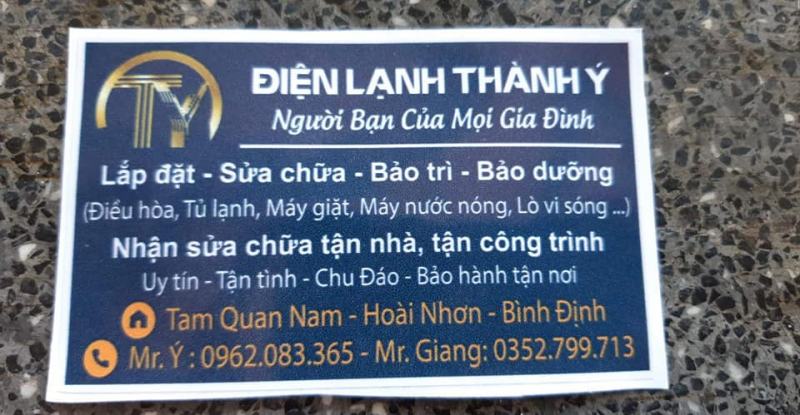 TY
ĐIỆN LẠNH THÀNH Ý
Người Bạn Của Mọi Gia Đình
Lắp đặt - Sửa chữa - Bảo trì - Bảo dưỡng
(Điều hòa, Tủ lạnh, Máy giặt, Máy nước nóng, Lò vi sóng ...)
Nhận sửa chữa tận nhà, tận công trình
Uy tín - Tận tình - Chu Đáo - Bảo hành tận nơi
Tam Quan Nam - Hoài Nhơn - Bình Định
Mr. Ý : 0962.083.365 - Mr. Giang: 0352.799.713